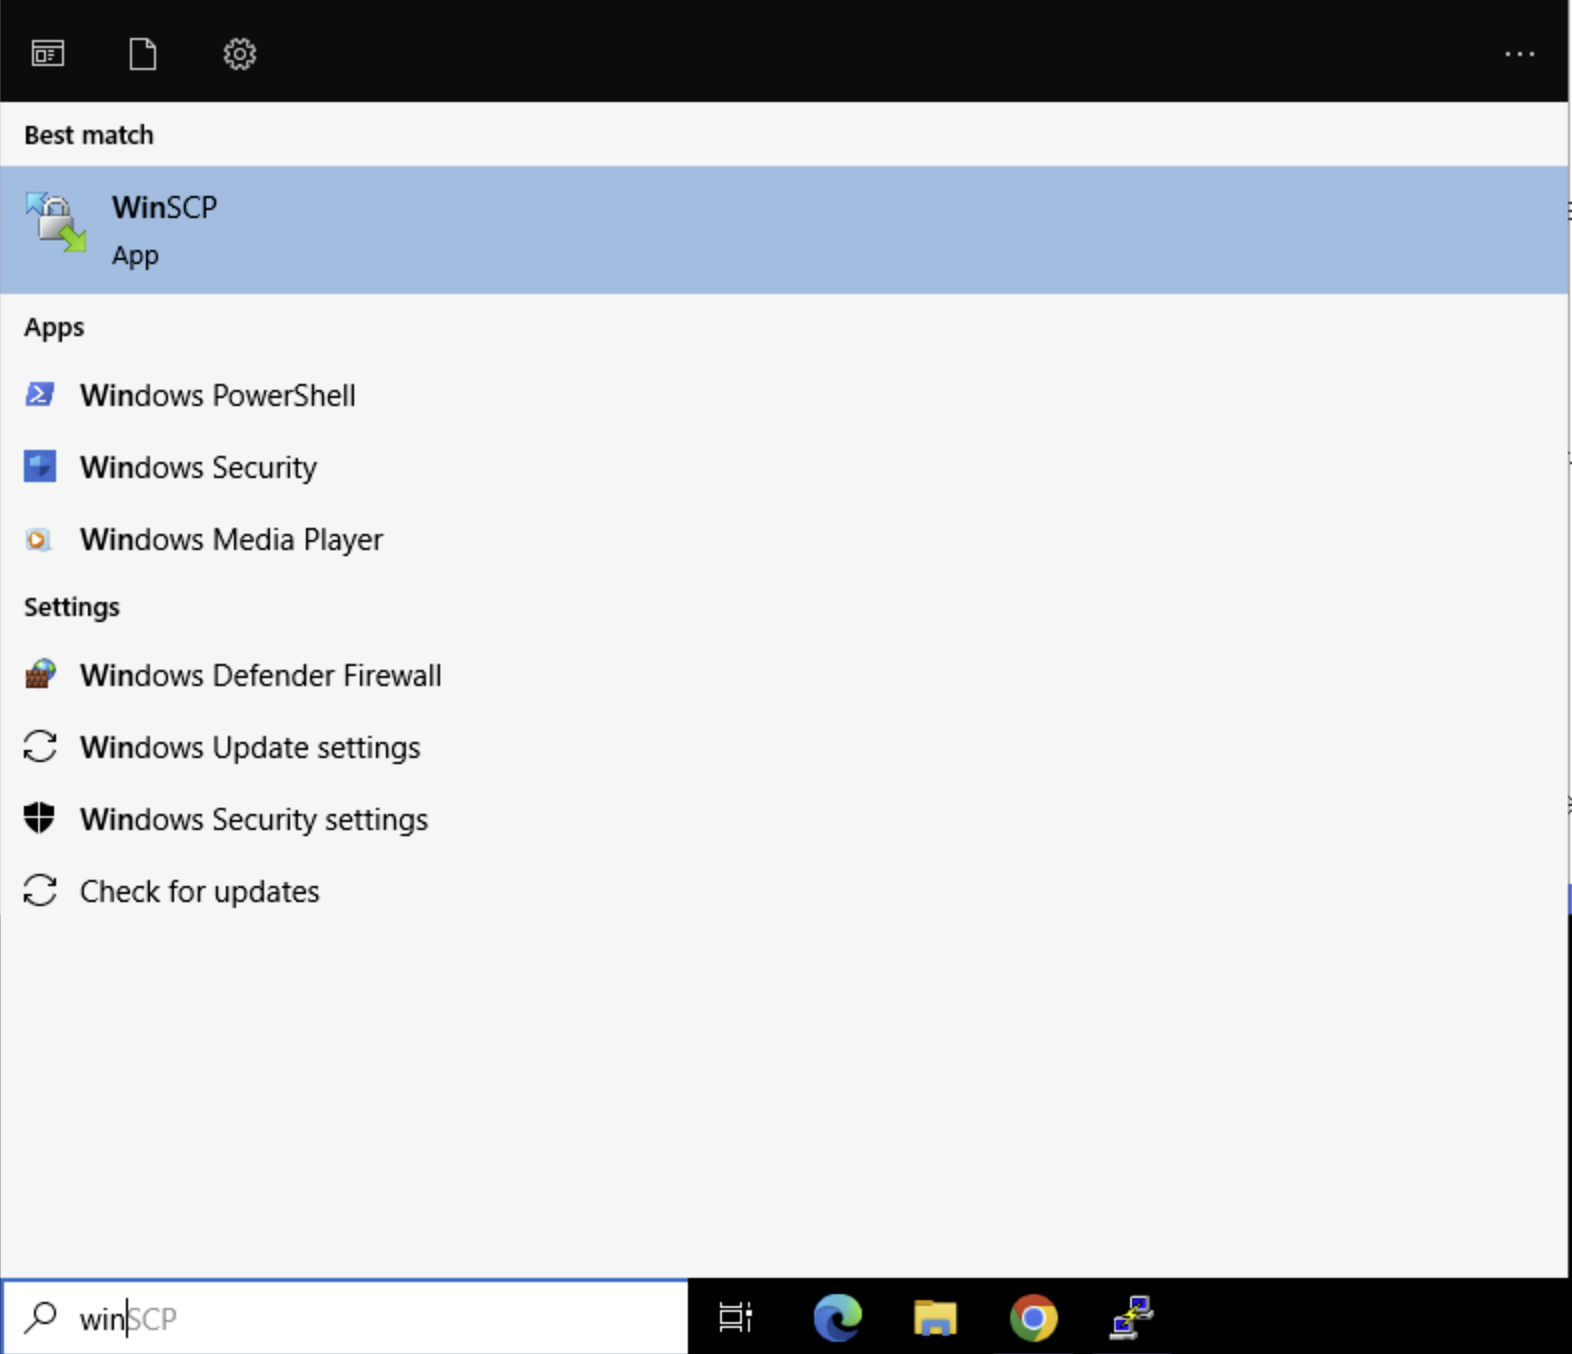 Best match
WinSCP
App
Apps
Windows PowerShell
Windows Security
Windows Media Player
Settings
Windows Defender Firewall
Windows Update settings
Windows Security settings
Check for updates
winSCP